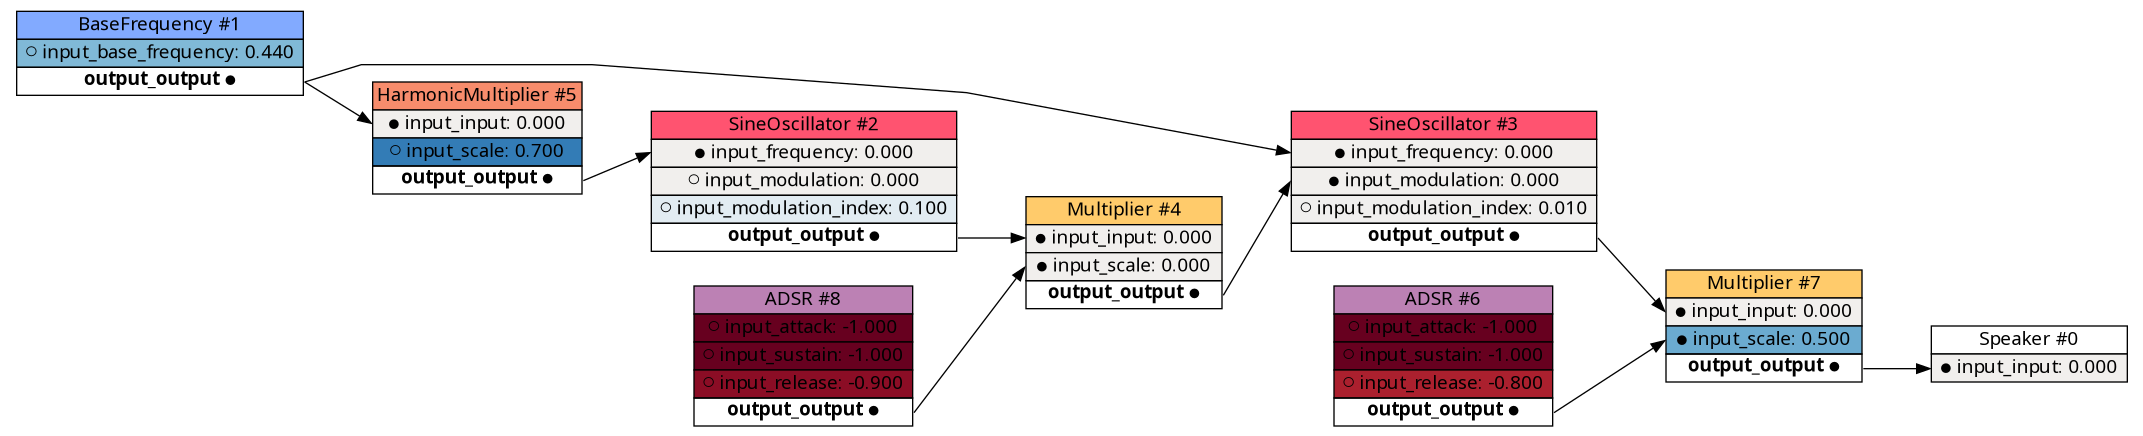 BaseFrequency #1
○ input_base_frequency: 0.440
output_output ●
HarmonicMultiplier #5
● input_input: 0.000
○ input_scale: 0.700
output_output ●
SineOscillator #2
● input_frequency: 0.000
○ input_modulation: 0.000
○ input_modulation_index: 0.100
output_output ●
ADSR #8
○ input_attack: -1.000
○ input_sustain: -1.000
○ input_release: -0.900
output_output ●
Multiplier #4
● input_input: 0.000
● input_scale: 0.000
output_output ●
SineOscillator #3
● input_frequency: 0.000
● input_modulation: 0.000
○ input_modulation_index: 0.010
output_output ●
ADSR #6
○ input_attack: -1.000
○ input_sustain: -1.000
○ input_release: -0.800
output_output ●
Multiplier #7
● input_input: 0.000
● input_scale: 0.500
output_output ●
Speaker #0
● input_input: 0.000